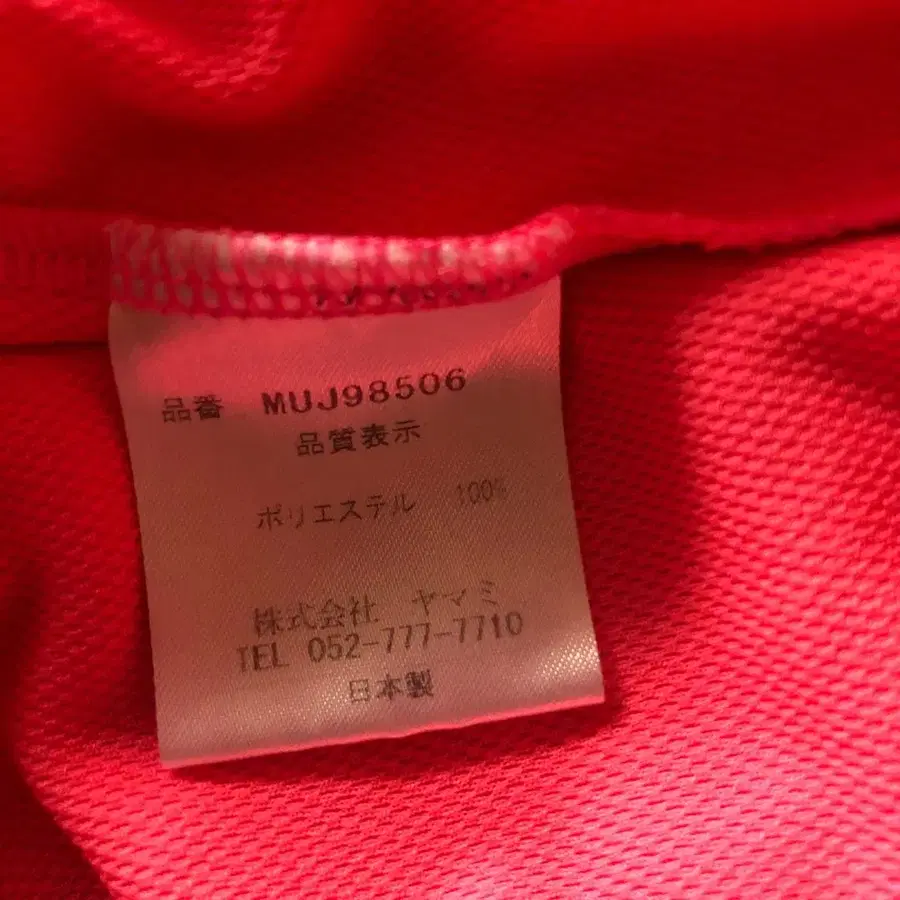 品番 MUJ98506
品質表示
ポリエステル 100%
株式会社 ヤマミ
TEL 052-777-7710
日本製